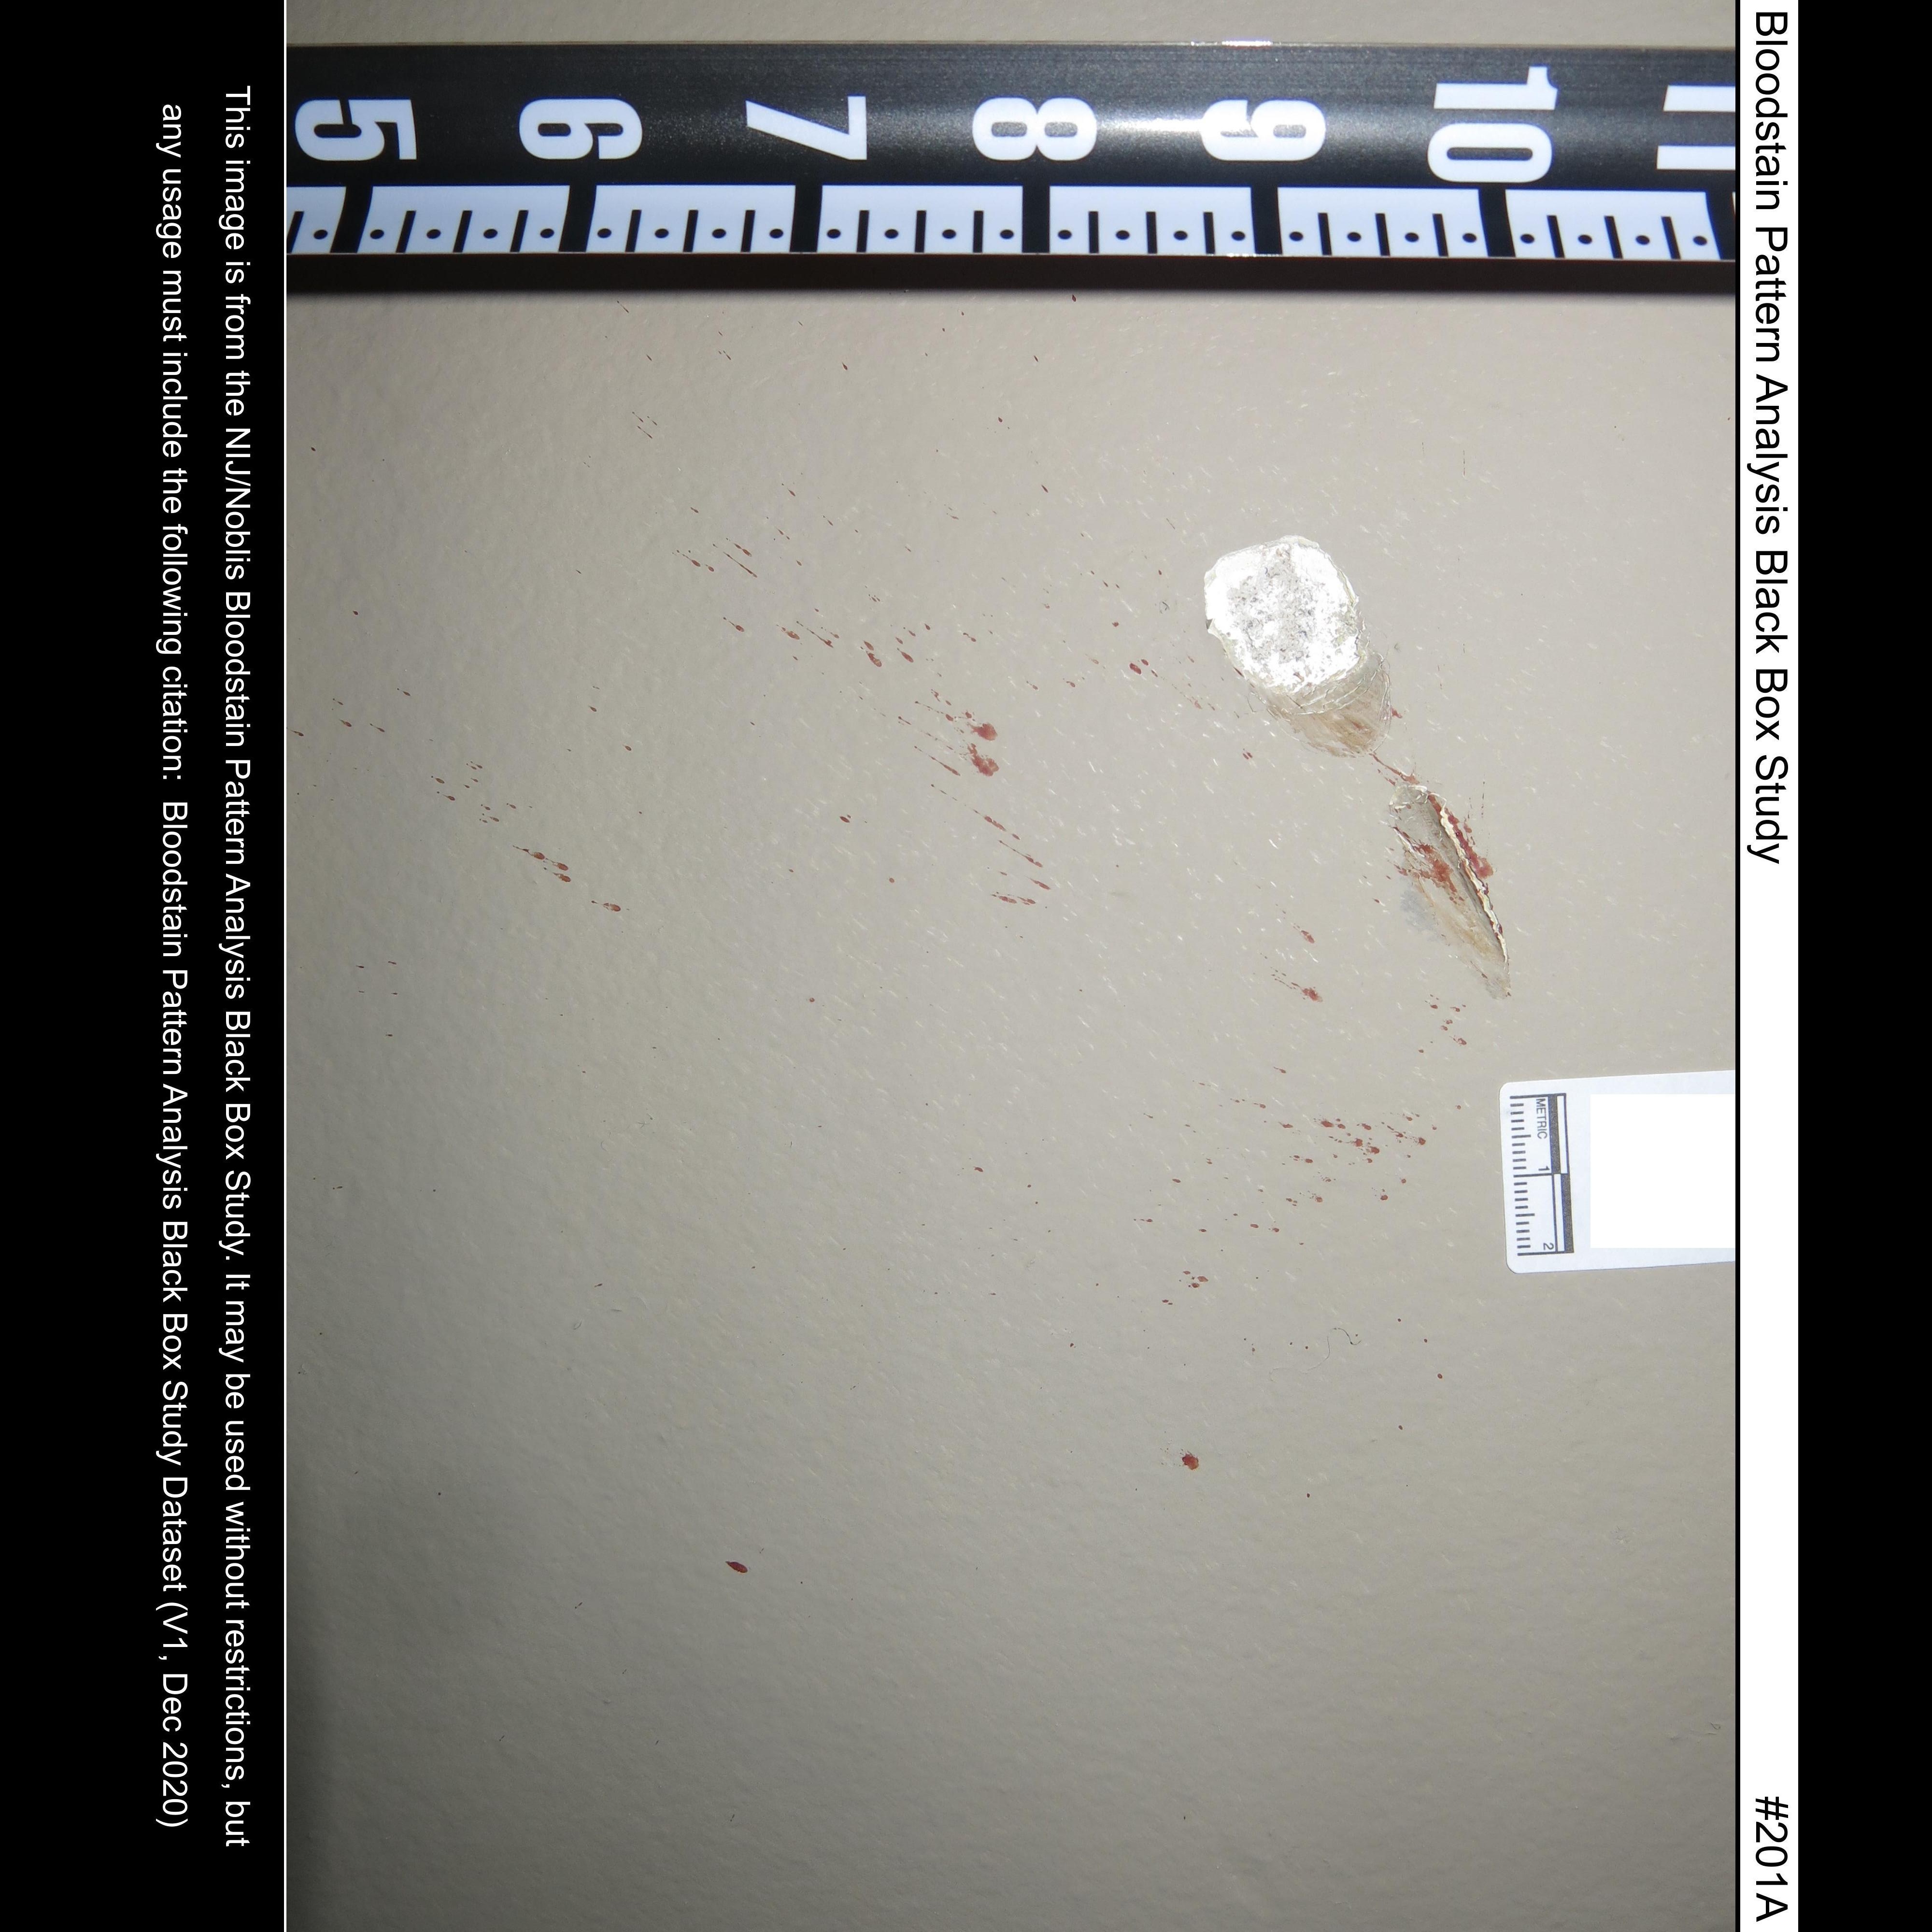 Bloodstain Pattern Analysis Black Box Study #201A
5 6 7 8 9 10 11
METRIC 1 2
This image is from the NIJ/Noblis Bloodstain Pattern Analysis Black Box Study. It may be used without restrictions, but
any usage must include the following citation: Bloodstain Pattern Analysis Black Box Study Dataset (V1, Dec 2020)